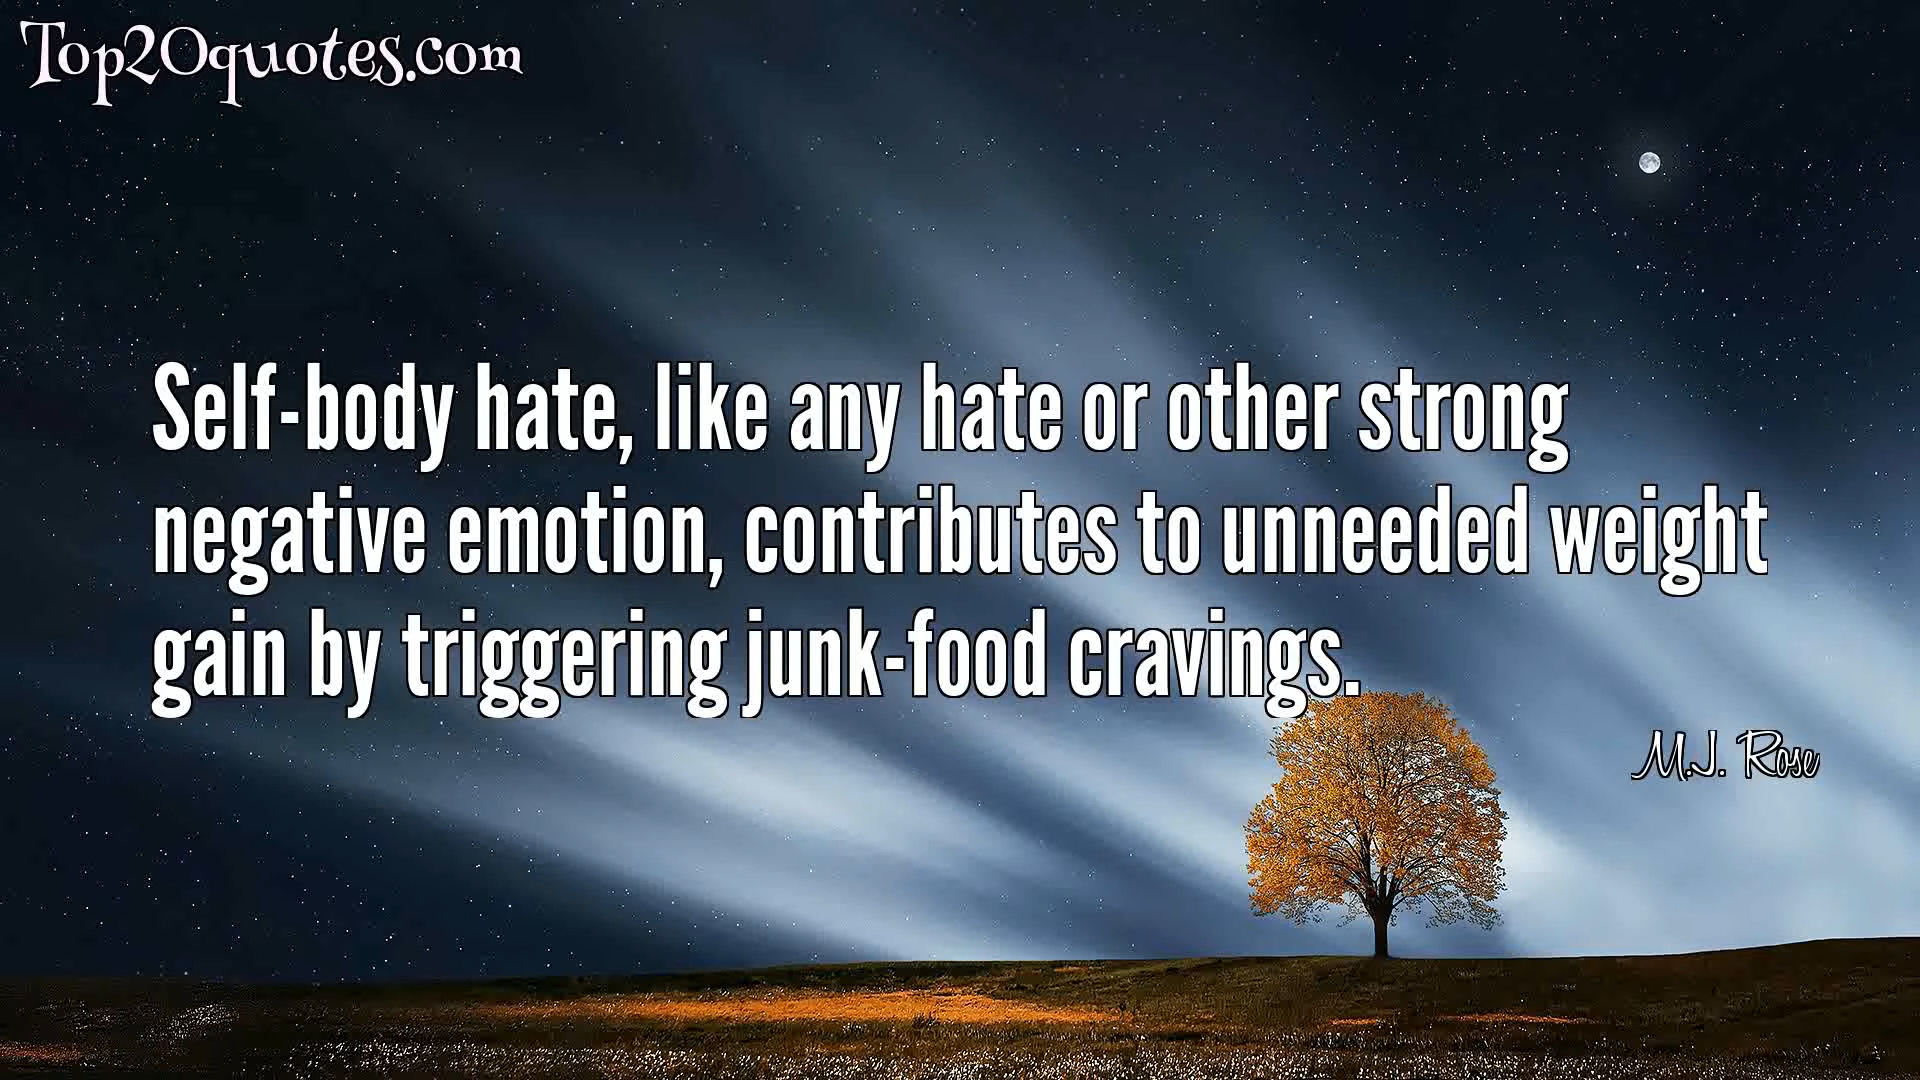 Top20quotes.com
Self-body hate, like any hate or other strong
negative emotion, contributes to unneeded weight
gain by triggering junk-food cravings.
M.J. Rose